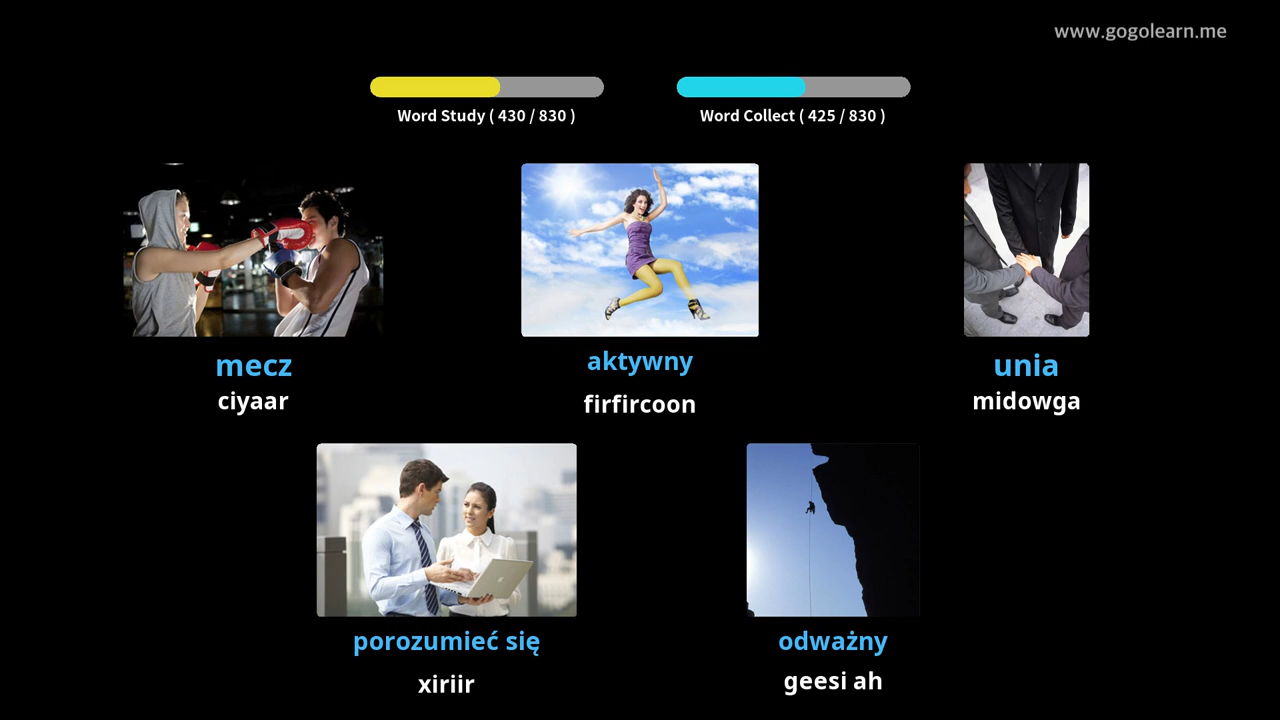 www.gogolearn.me
Word Study ( 430 / 830 )
Word Collect ( 425 / 830 )
mecz
ciyaar
aktywny
firfircoon
unia
midowga
porozumieć się
xiriir
odważny
geesi ah